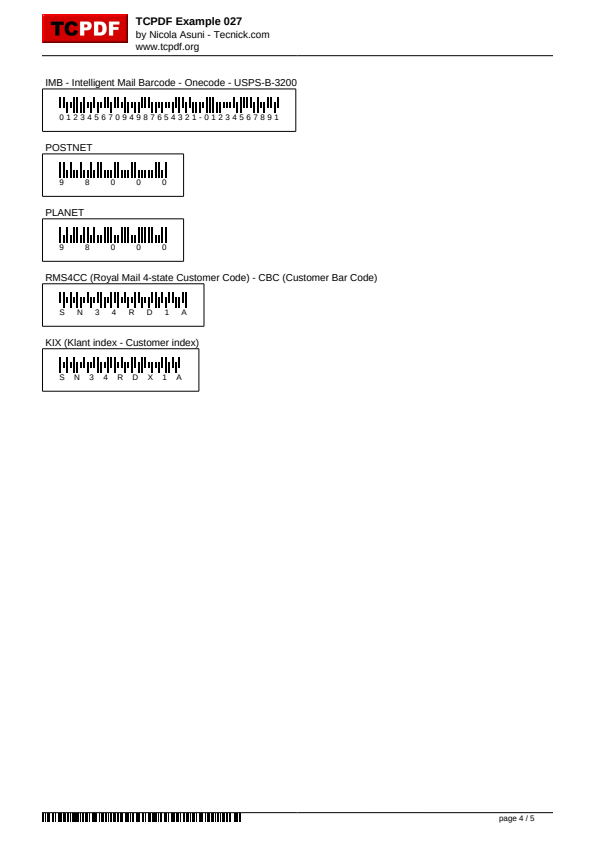 TCPDF
TCPDF Example 027
by Nicola Asuni - Tecnick.com
www.tcpdf.org
IMB - Intelligent Mail Barcode - Onecode - USPS-B-3200
01234567094987654321-01234567891
POSTNET
9 8 0 0 0
PLANET
9 8 0 0 0
RMS4CC (Royal Mail 4-state Customer Code) - CBC (Customer Bar Code)
S N 3 4 R D 1 A
KIX (Klant index - Customer index)
S N 3 4 R D X 1 A
page 4 / 5